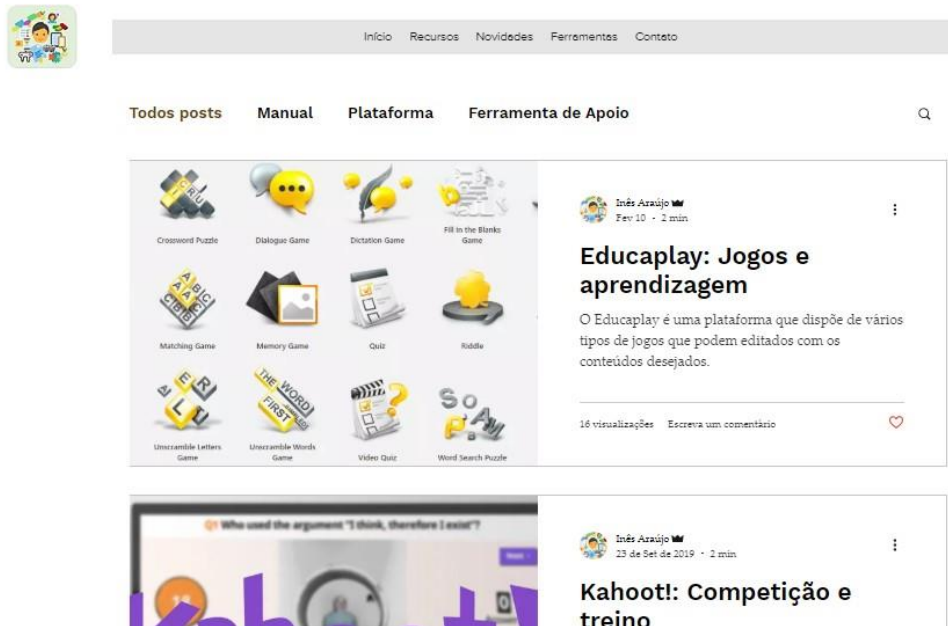 Início Recursos Novidades Ferramentas Contato
Todos posts Manual Plataforma Ferramenta de Apoio
Crossword Puzzle Dialogue Game Dictation Game Fill in the Blanks Game
Matching Game Memory Game Quiz Riddle
Unscramble Letters Game Unscramble Words Game Video Quiz Word Search Puzzle
Inês Araújo
Fev 10 · 2 min
Educaplay: Jogos e
aprendizagem
O Educaplay é uma plataforma que dispõe de vários
tipos de jogos que podem editados com os
conteúdos desejados.
16 visualizações Escreva um comentário
Q1 Who used the argument "I think, therefore I exist"?
Kahoot!
Inês Araújo
23 de Set de 2019 · 2 min
Kahoot!: Competição e
treino